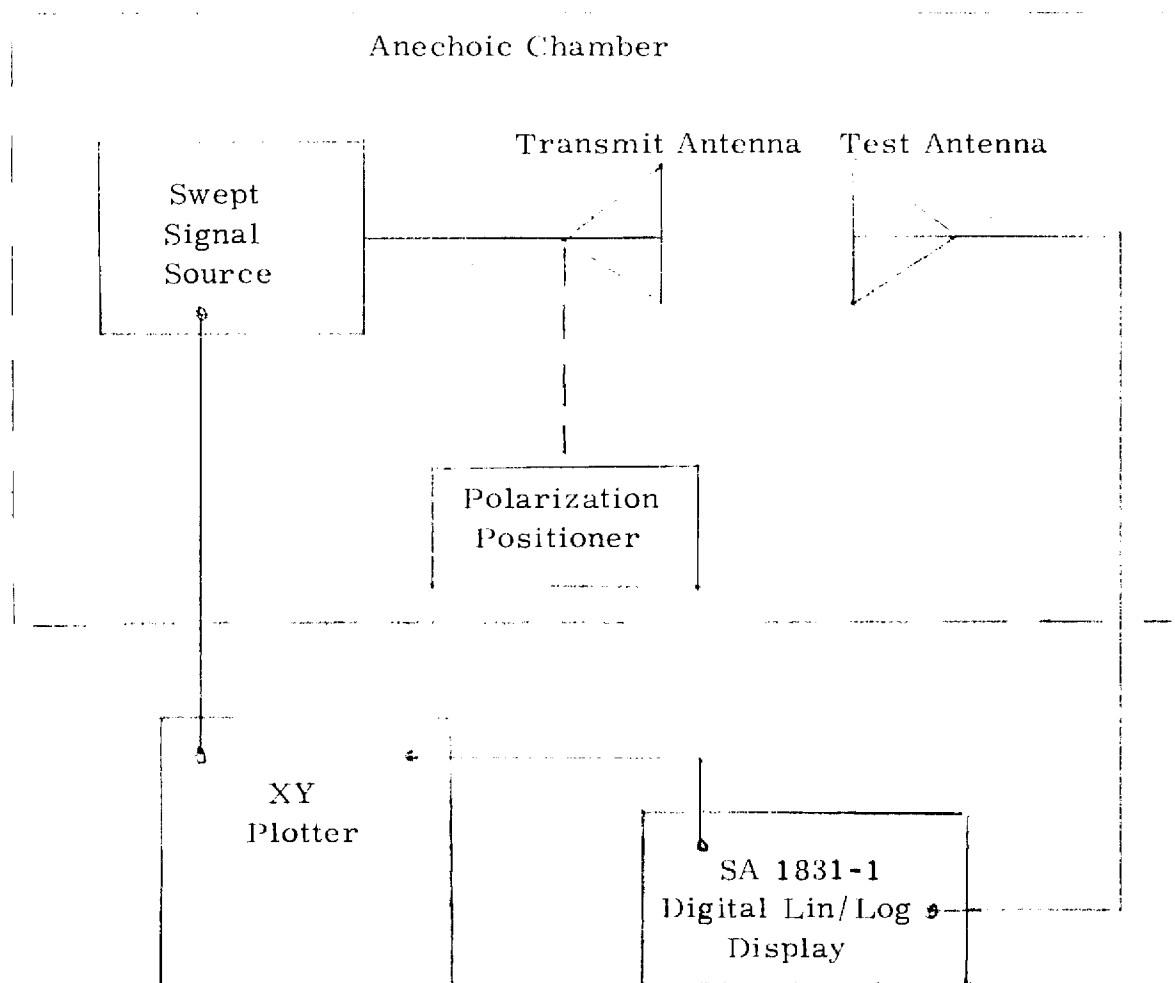 Anechoic Chamber
Transmit Antenna
Test Antenna
Swept
Signal
Source
Polarization
Positioner
XY
Plotter
SA 1831-1
Digital Lin/Log
Display